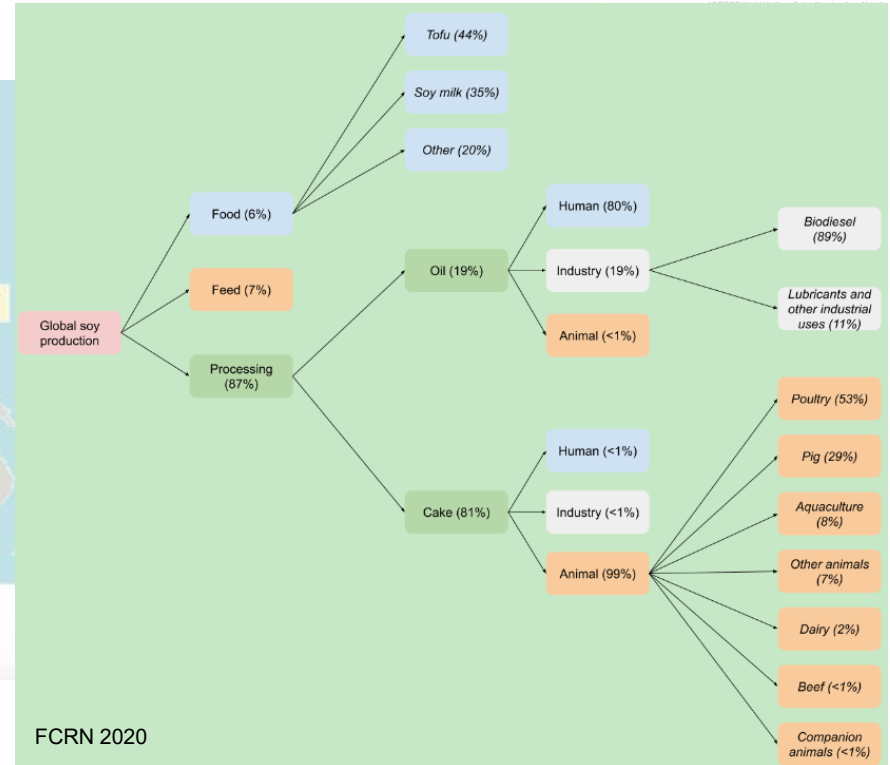 Tofu (44%)
Soy milk (35%)
Other (20%)
Food (6%)
Human (80%)
Biodiesel
(89%)
Oil (19%)
Industry (19%)
Feed (7%)
Lubricants and
other industrial
uses (11%)
Global soy
production
Animal (<1%)
Processing
(87%)
Poultry (53%)
Human (<1%)
Pig (29%)
Cake (81%)
Industry (<1%)
Aquaculture
(8%)
Animal (99%)
Other animals
(7%)
Dairy (2%)
Beef (<1%)
FCRN 2020
Companion
animals (<1%)